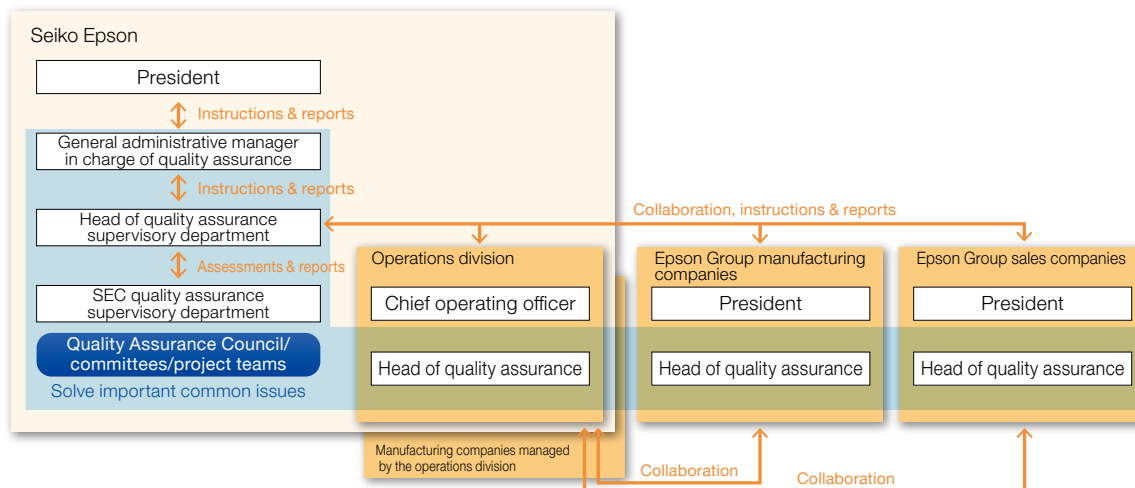 Seiko Epson
President
Instructions & reports
General administrative manager
in charge of quality assurance
Instructions & reports
Head of quality assurance
supervisory department
Collaboration, instructions & reports
Assessments & reports
SEC quality assurance
supervisory department
Quality Assurance Council/
committees/project teams
Solve important common issues
Operations division
Chief operating officer
Head of quality assurance
Manufacturing companies managed
by the operations division
Epson Group manufacturing
companies
President
Head of quality assurance
Epson Group sales companies
President
Head of quality assurance
Collaboration
Collaboration